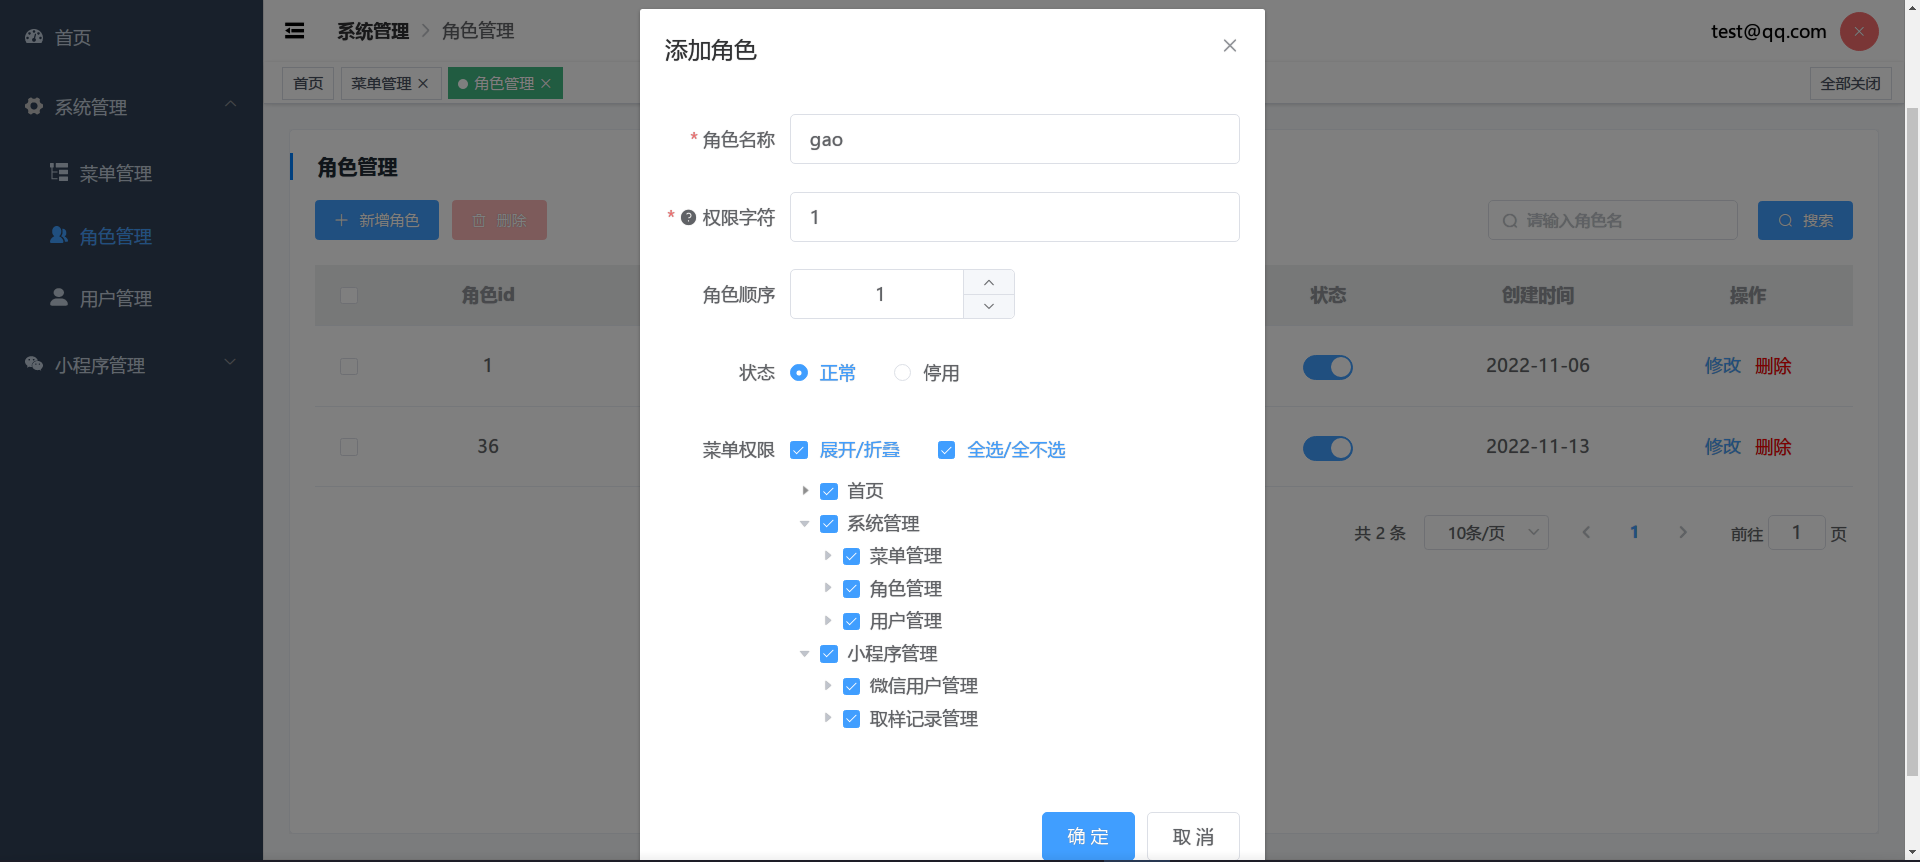 首页
系统管理
菜单管理
角色管理
用户管理
小程序管理
系统管理 角色管理
test@qq.com
首页 菜单管理 角色管理 全部关闭
角色管理
新增角色 删除
请输入角色名 搜索
角色id 状态 创建时间 操作
1 2022-11-06 修改 删除
36 2022-11-13 修改 删除
共 2 条 10条/页 1 前往 1 页
添加角色
* 角色名称 gao
* 权限字符 1
角色顺序 1
状态 正常 停用
菜单权限 展开/折叠 全选/全不选
首页
系统管理
菜单管理
角色管理
用户管理
小程序管理
微信用户管理
取样记录管理
确 定 取 消